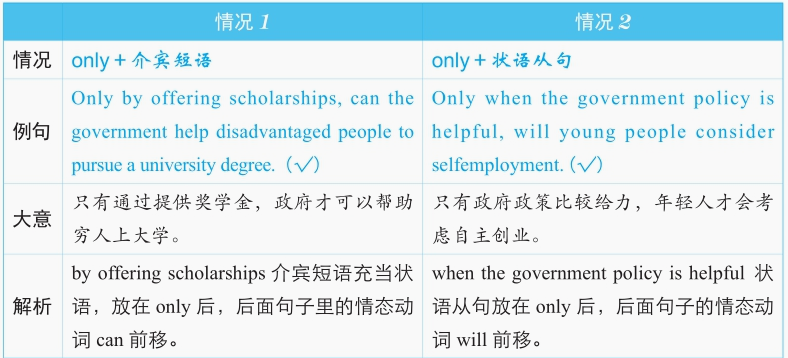 情况 1
情况 2
情况
only + 介宾短语
only + 状语从句
例句
Only by offering scholarships, can the
government help disadvantaged people to
pursue a university degree.（√）
Only when the government policy is
helpful, will young people consider
selfemployment.（√）
大意
只有通过提供奖学金，政府才可以帮助
穷人上大学。
只有政府政策比较给力，年轻人才会考
虑自主创业。
解析
by offering scholarships 介宾短语充当状
语，放在 only 后，后面句子里的情态动
词 can 前移。
when the government policy is helpful 状
语从句放在 only 后，后面句子的情态动
词 will 前移。